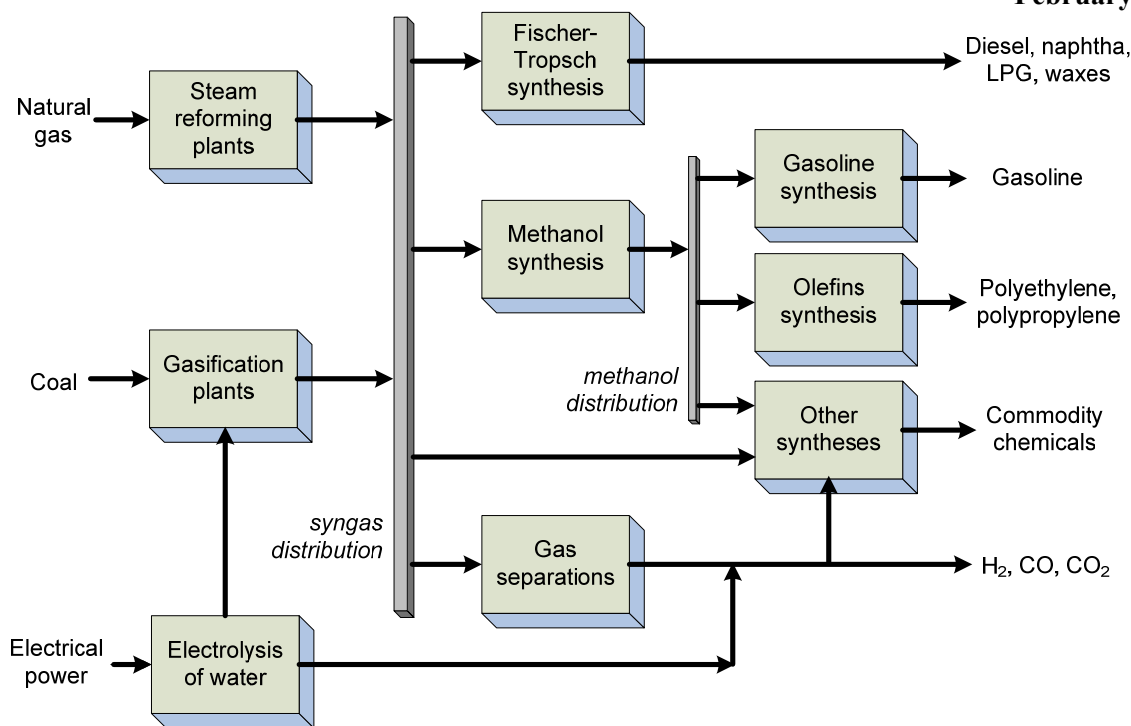 February
Fischer-
Tropsch
synthesis
Diesel, naphtha,
LPG, waxes
Natural
gas
Steam
reforming
plants
Gasoline
synthesis
Gasoline
Methanol
synthesis
Olefins
synthesis
Polyethylene,
polypropylene
Coal
Gasification
plants
methanol
distribution
Other
syntheses
Commodity
chemicals
syngas
distribution
Gas
separations
H₂, CO, CO₂
Electrical
power
Electrolysis
of water